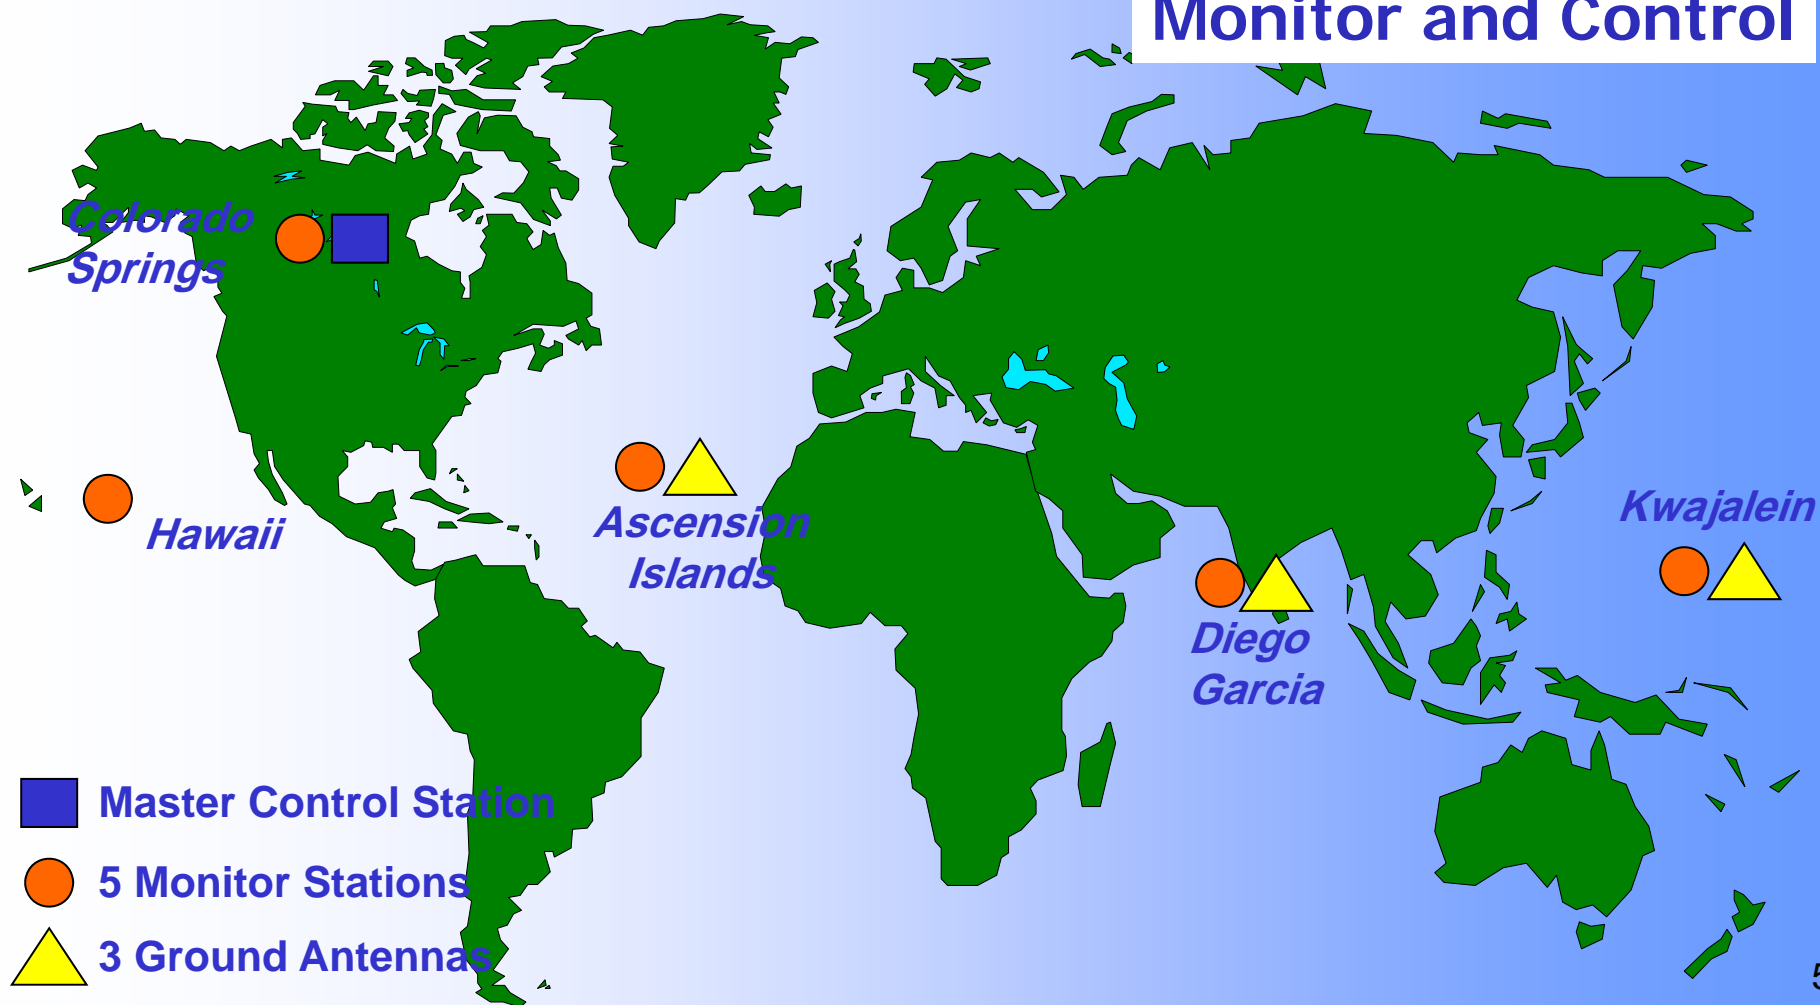 Monitor and Control
Colorado
Springs
Hawaii
Ascension
Islands
Kwajalein
Diego
Garcia
Master Control Station
5 Monitor Stations
3 Ground Antennas